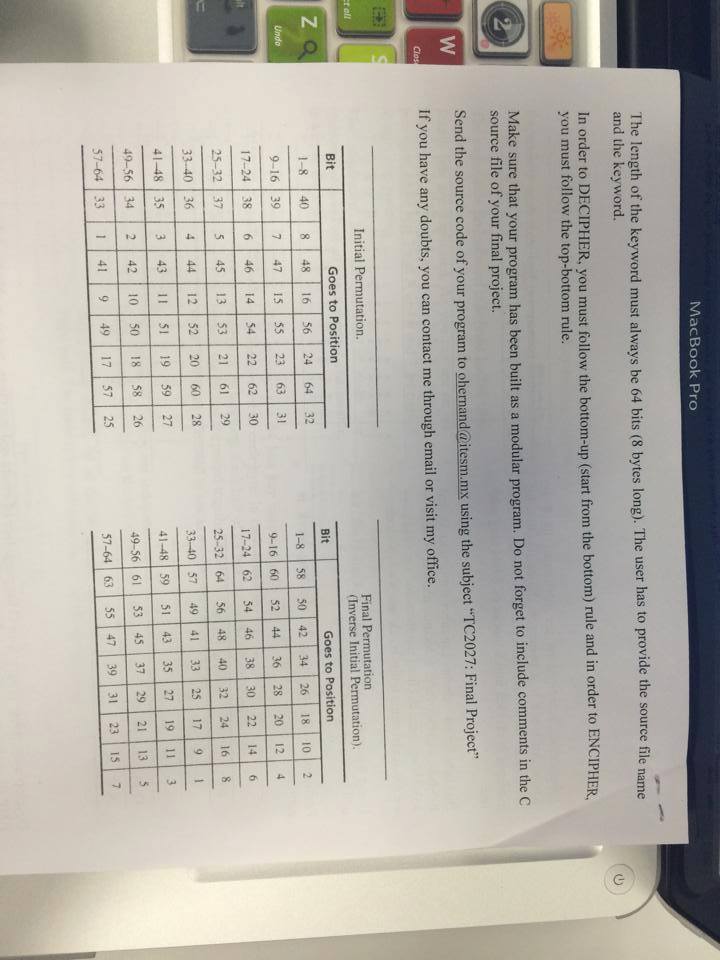 MacBook Pro
The length of the keyword must always be 64 bits (8 bytes long). The user has to provide the source file name
and the keyword.
In order to DECIPHER, you must follow the bottom-up (start from the bottom) rule and in order to ENCIPHER,
you must follow the top-bottom rule.
Make sure that your program has been built as a modular program. Do not forget to include comments in the C
source file of your final project.
Send the source code of your program to ohernand@itesm.mx using the subject “TC2027: Final Project”
If you have any doubts, you can contact me through email or visit my office.
Initial Permutation.
Bit Goes to Position
1–8 40 8 48 16 56 24 64 32
9–16 39 7 47 15 55 23 63 31
17–24 38 6 46 14 54 22 62 30
25–32 37 5 45 13 53 21 61 29
33–40 36 4 44 12 52 20 60 28
41–48 35 3 43 11 51 19 59 27
49–56 34 2 42 10 50 18 58 26
57–64 33 1 41 9 49 17 57 25
Final Permutation
(Inverse Initial Permutation).
Bit Goes to Position
1–8 58 50 42 34 26 18 10 2
9–16 60 52 44 36 28 20 12 4
17–24 62 54 46 38 30 22 14 6
25–32 64 56 48 40 32 24 16 8
33–40 57 49 41 33 25 17 9 1
41–48 59 51 43 35 27 19 11 3
49–56 61 53 45 37 29 21 13 5
57–64 63 55 47 39 31 23 15 7
2
W
Z
Undo